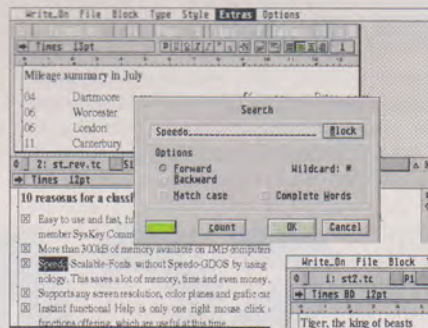 Write_On File Block Type Style Extras Options
Times 13pt
Mileage summary in July
04 Dartmoore
06 Worcester
06 London
11 Canterbury
Search
Speedo
Block
Options
Forward
Backward
Wildcard: *
Match case
Complete Words
count
OK
Cancel
2: st_rev.tc
Times 12pt
10 reasons for a classi
Easy to use and fast, fu
member SysKey Comm
More than 300kB of memory available on 1MB computers
Speedo Scalable-Fonts without Speedo-GDOS by using
nology. This saves a lot of memory, time and even money.
Supports any screen resolution, color planes and grafic car
Instant functional Help is only one right mouse click
functions offering, which are useful at this time.
Write_On File Block
1: st2.tc
Times BD 12pt
Tiger, the king of beasts